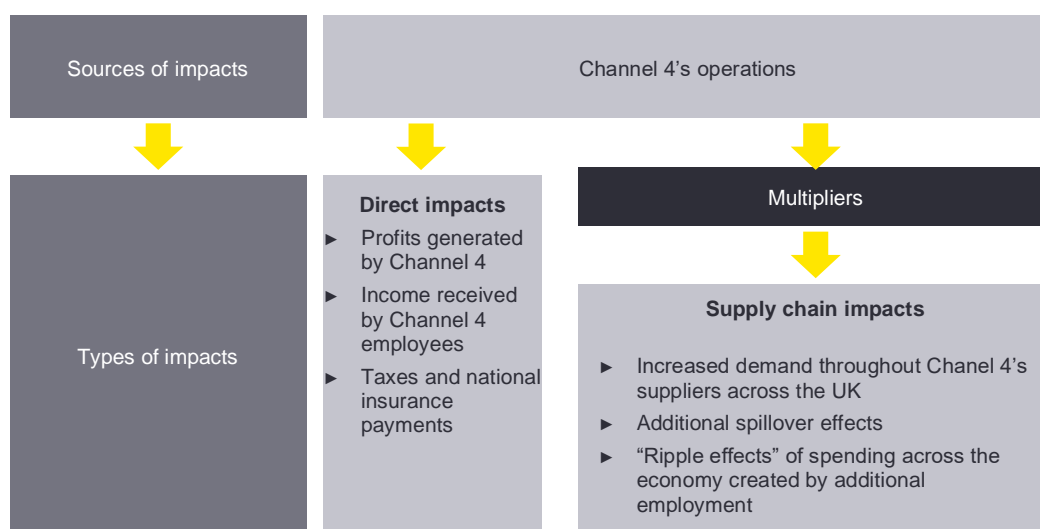 Sources of impacts
Channel 4’s operations
Types of impacts
Direct impacts
► Profits generated
by Channel 4
► Income received
by Channel 4
employees
► Taxes and national
insurance
payments
Multipliers
Supply chain impacts
► Increased demand throughout Chanel 4’s
suppliers across the UK
► Additional spillover effects
► “Ripple effects” of spending across the
economy created by additional
employment